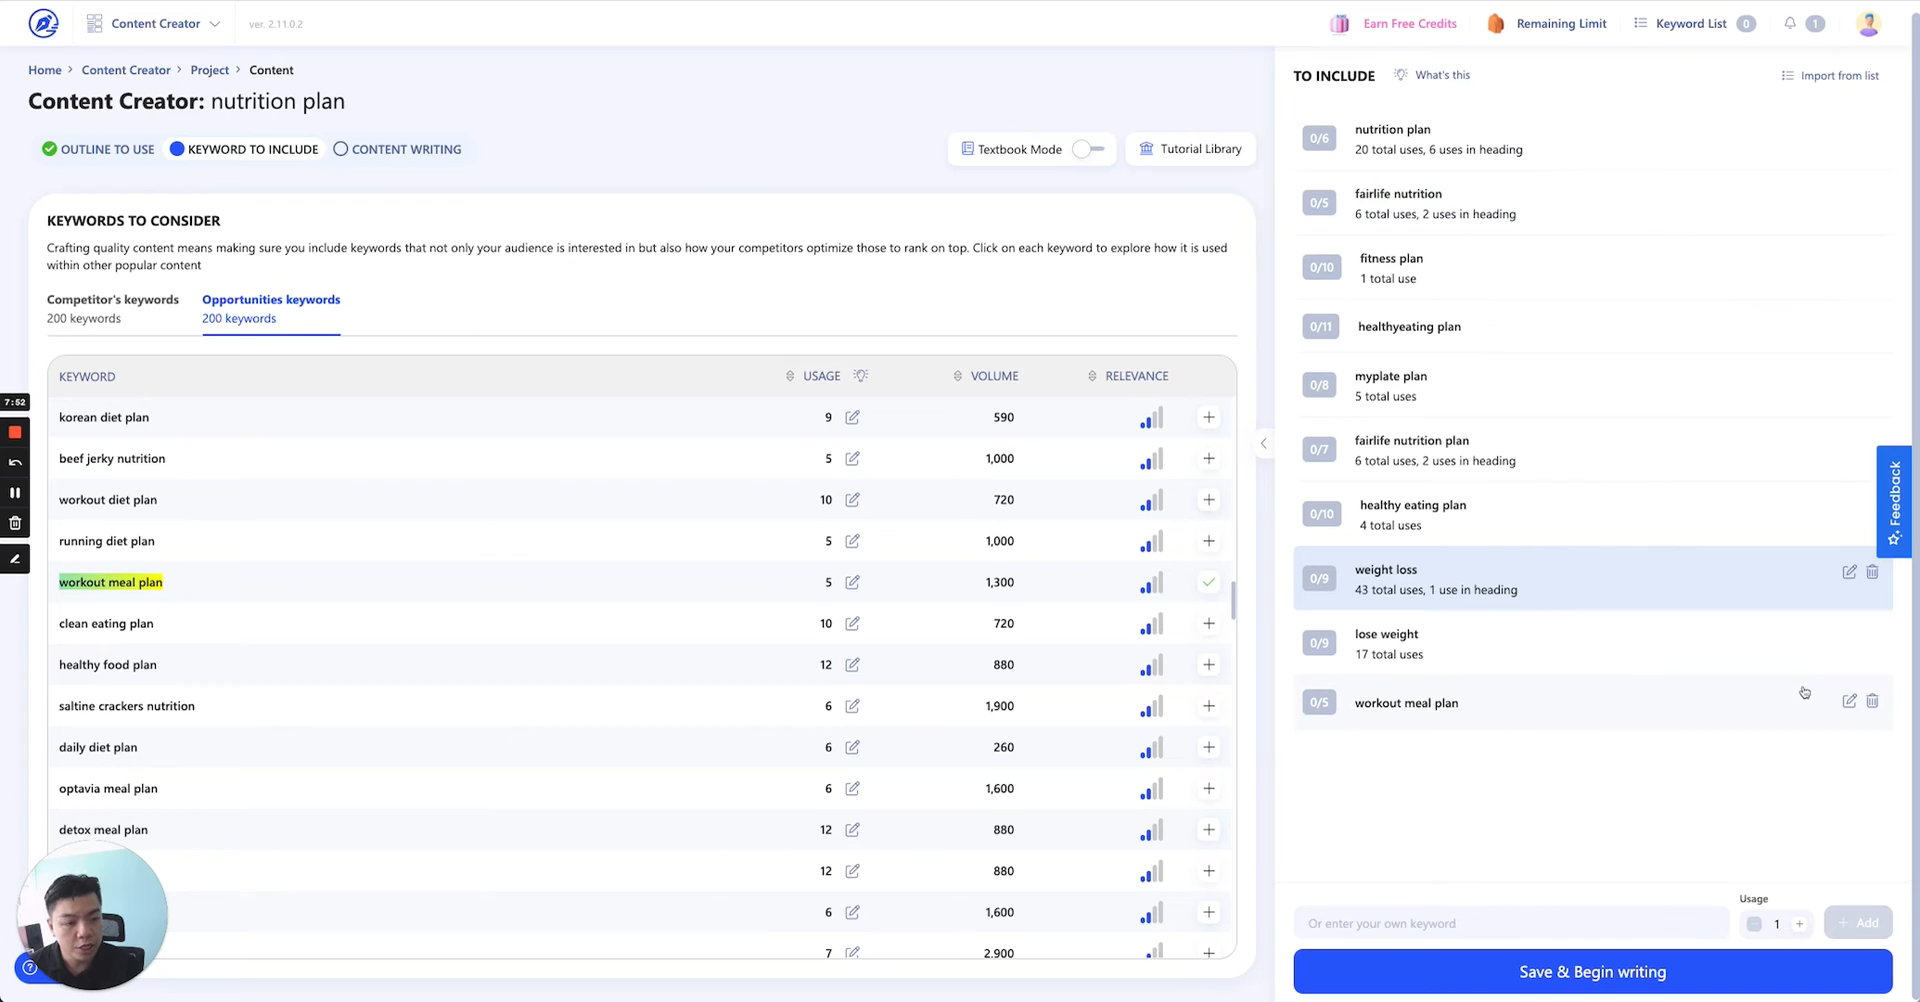 Content Creator
ver. 2.11.0.2
Earn Free Credits
Remaining Limit
Keyword List 0
1
Home > Content Creator > Project > Content
Content Creator: nutrition plan
OUTLINE TO USE
KEYWORD TO INCLUDE
CONTENT WRITING
Textbook Mode
Tutorial Library
KEYWORDS TO CONSIDER
Crafting quality content means making sure you include keywords that not only your audience is interested in but also how your competitors optimize those to rank on top. Click on each keyword to explore how it is used
within other popular content
Competitor's keywords
200 keywords
Opportunities keywords
200 keywords
KEYWORD USAGE VOLUME RELEVANCE
korean diet plan 9 590
beef jerky nutrition 5 1,000
workout diet plan 10 720
running diet plan 5 1,000
workout meal plan 5 1,300
clean eating plan 10 720
healthy food plan 12 880
saltine crackers nutrition 6 1,900
daily diet plan 6 260
optavia meal plan 6 1,600
detox meal plan 12 880
12 880
6 1,600
7 2,900
7:52
?
TO INCLUDE
What's this
Import from list
0/6 nutrition plan
20 total uses, 6 uses in heading
0/5 fairlife nutrition
6 total uses, 2 uses in heading
0/10 fitness plan
1 total use
0/11 healthyeating plan
0/8 myplate plan
5 total uses
0/7 fairlife nutrition plan
6 total uses, 2 uses in heading
0/10 healthy eating plan
4 total uses
0/9 weight loss
43 total uses, 1 use in heading
0/9 lose weight
17 total uses
0/5 workout meal plan
Feedback
Usage
Or enter your own keyword
- 1 +
+ Add
Save & Begin writing